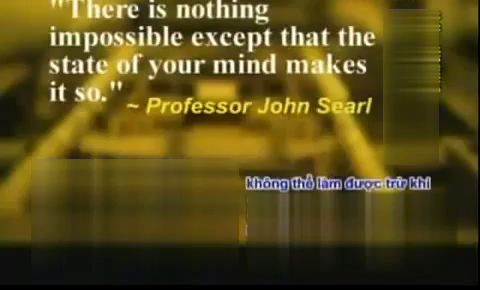 "There is nothing
impossible except that the
state of your mind makes
it so."
~ Professor John Searl
không thể làm được trừ khi